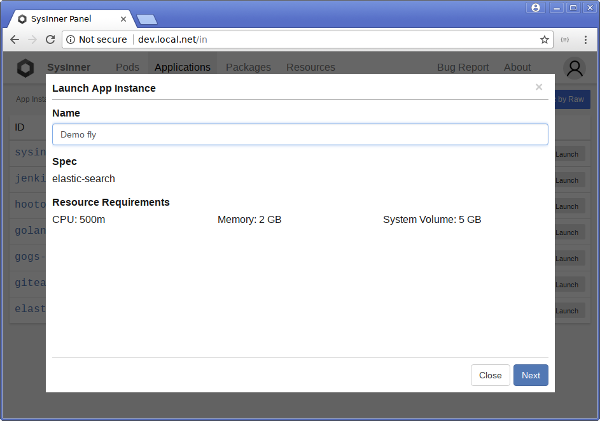 SysInner Panel
Not secure dev.local.net/in
SysInner Pods Applications Packages Resources Bug Report About
App Insta by Raw
Launch App Instance ×
ID
Name
Demo fly
sysin Launch
Spec
jenki Launch
elastic-search
hooto Launch
Resource Requirements
CPU: 500m Memory: 2 GB System Volume: 5 GB
golan Launch
gogs- Launch
gitea Launch
elast Launch
Close Next